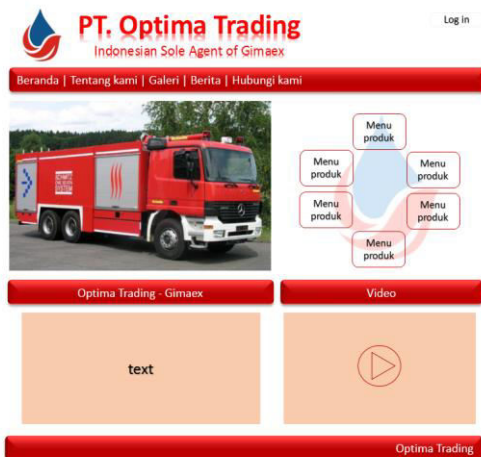 PT. Optima Trading
Indonesian Sole Agent of Gimaex
Log in
Beranda | Tentang kami | Galeri | Berita | Hubungi kami
Menu
produk
Menu
produk
Menu
produk
Menu
produk
Menu
produk
Menu
produk
Optima Trading - Gimaex
Video
text
Optima Trading